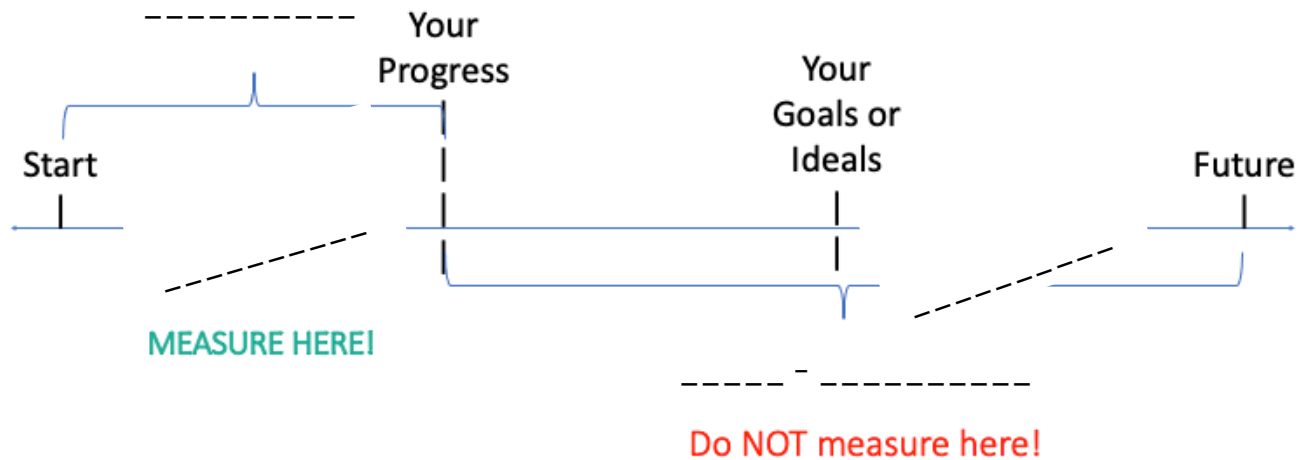 Your
Progress
Your
Goals or
Ideals
Start
Future
MEASURE HERE!
Do NOT measure here!